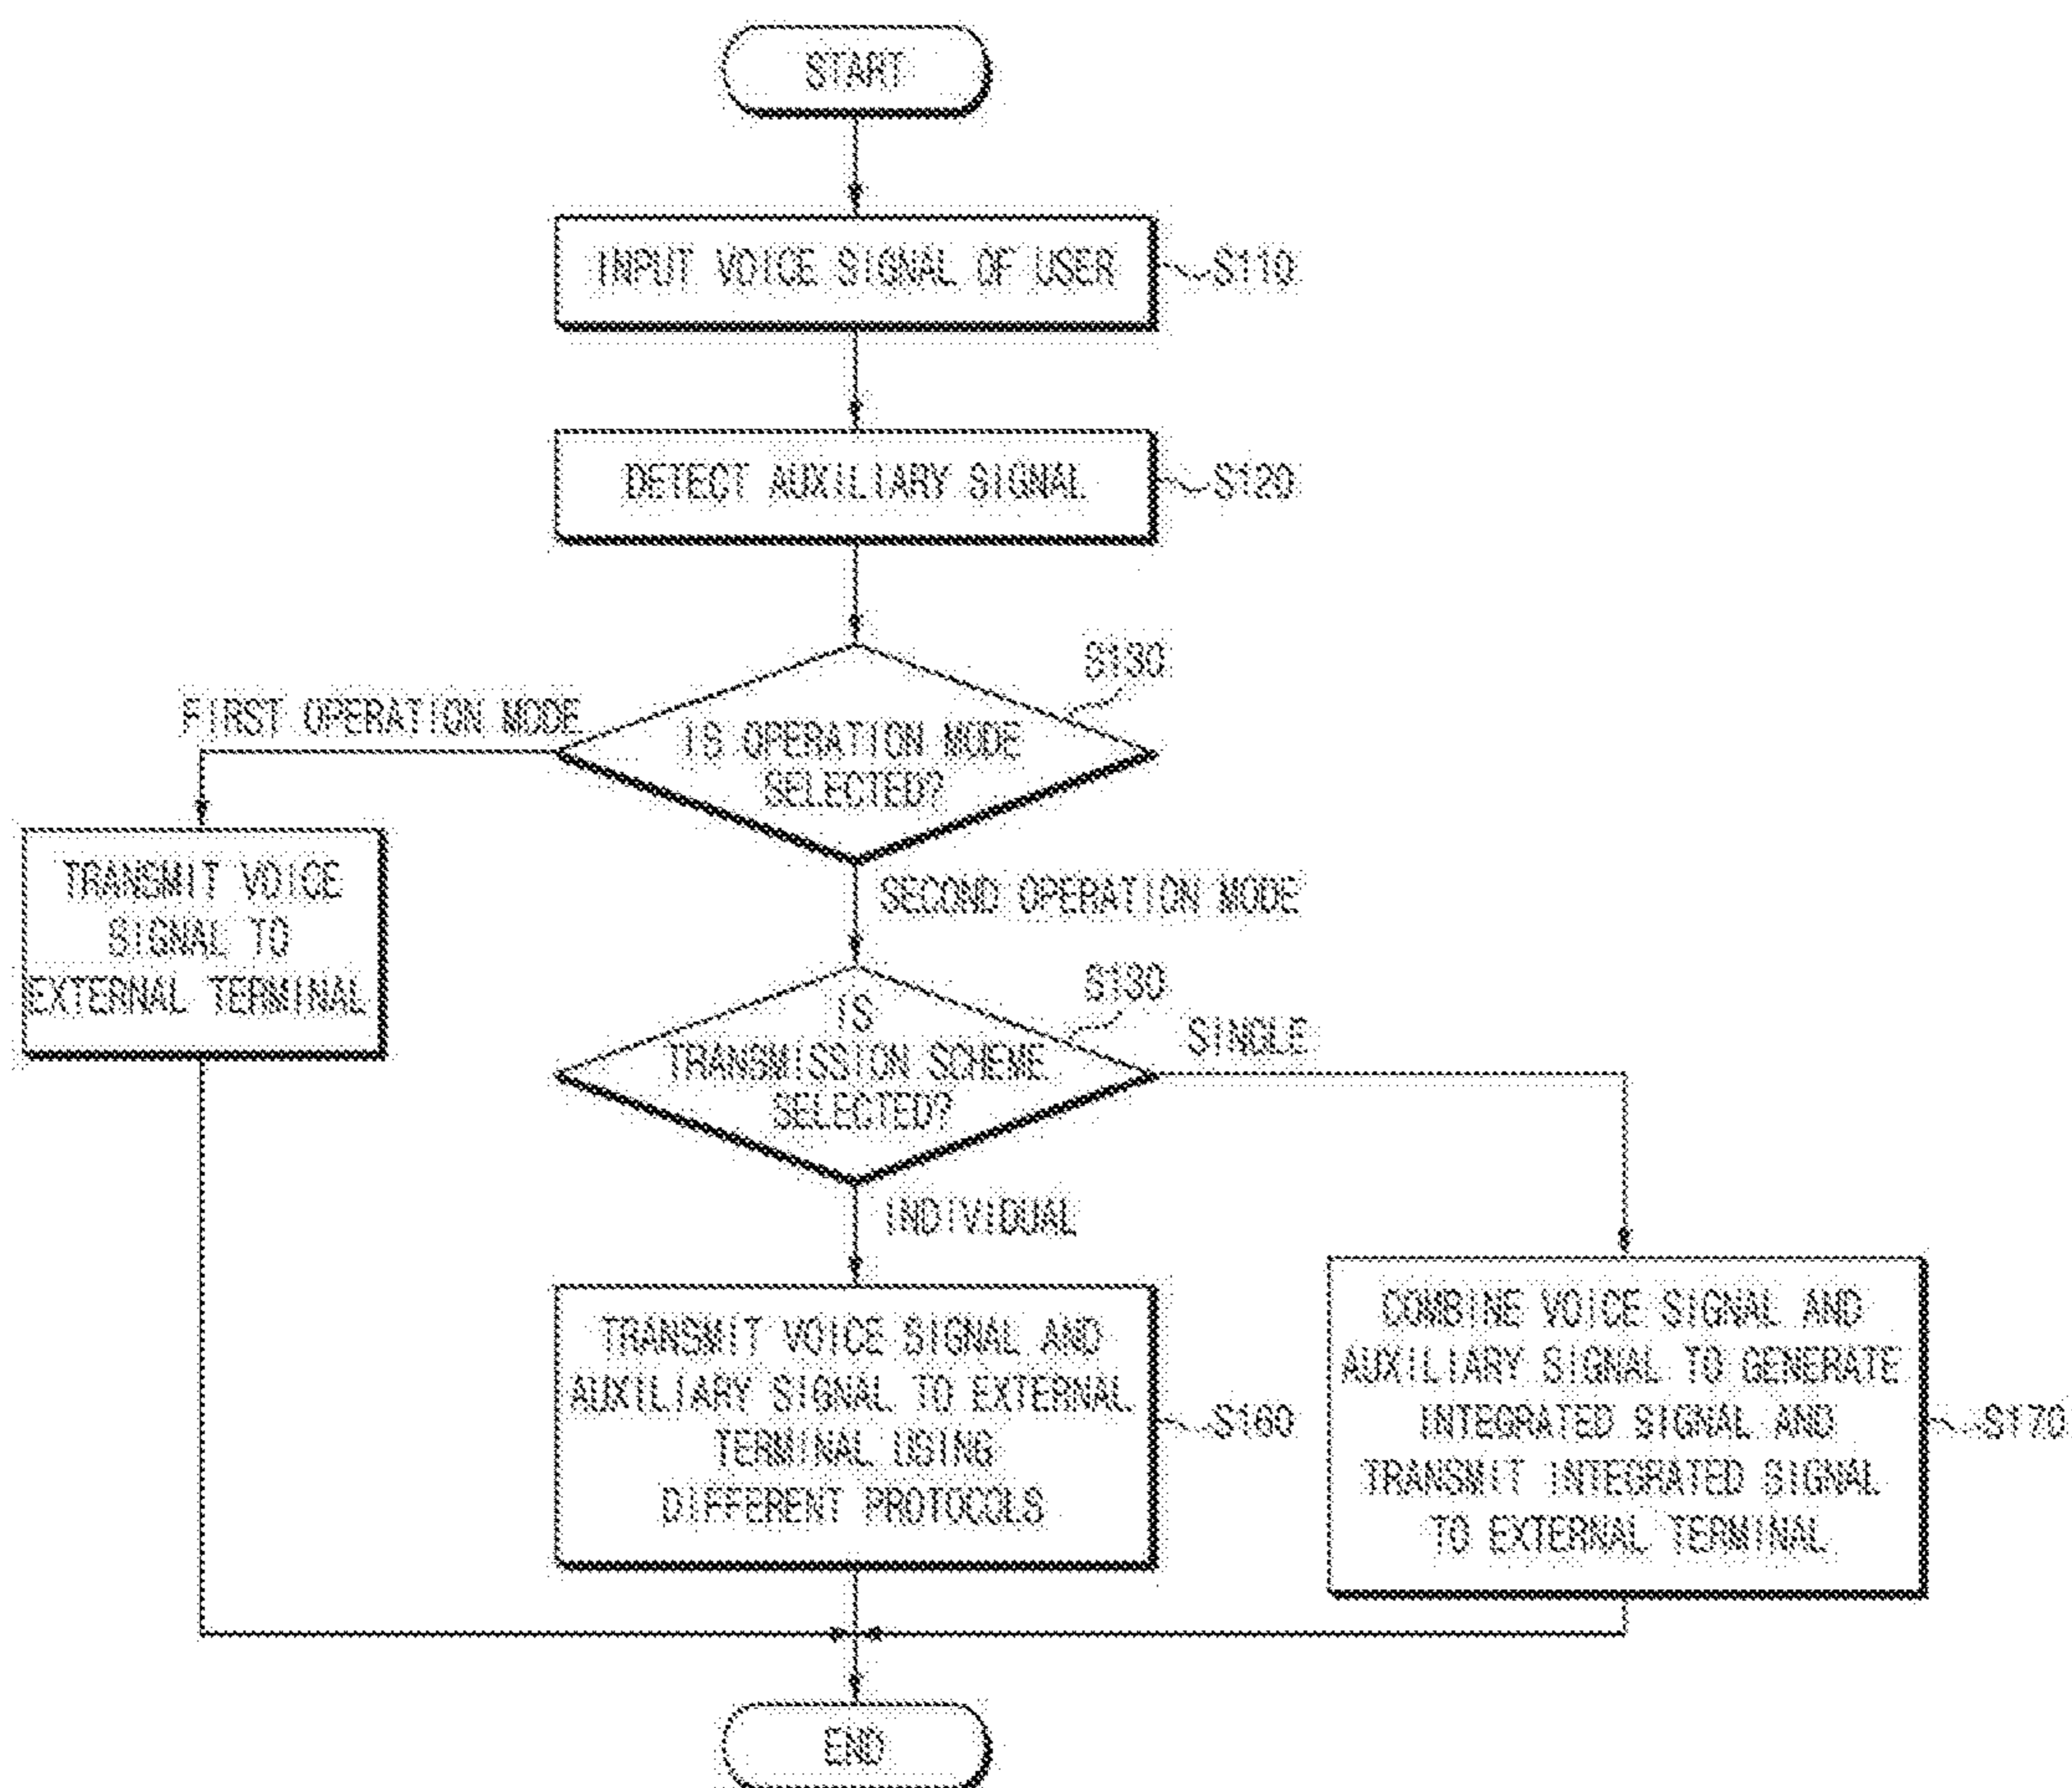 START
INPUT VOICE SIGNAL OF USER
S110
DETECT AUXILIARY SIGNAL
S120
S130
FIRST OPERATION MODE
IS OPERATION MODE
SELECTED?
TRANSMIT VOICE
SIGNAL TO
EXTERNAL TERMINAL
SECOND OPERATION MODE
S130
IS
TRANSMISSION SCHEME
SELECTED?
SINGLE
INDIVIDUAL
TRANSMIT VOICE SIGNAL AND
AUXILIARY SIGNAL TO EXTERNAL
TERMINAL USING
DIFFERENT PROTOCOLS
S160
COMBINE VOICE SIGNAL AND
AUXILIARY SIGNAL TO GENERATE
INTEGRATED SIGNAL AND
TRANSMIT INTEGRATED SIGNAL
TO EXTERNAL TERMINAL
S170
END